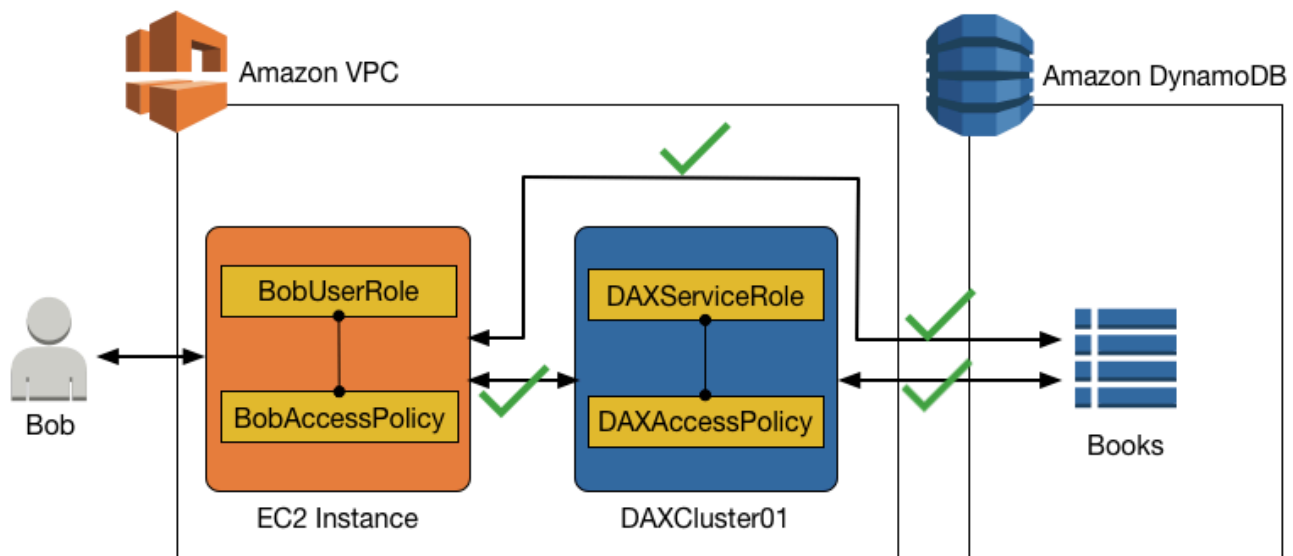 Amazon VPC
Amazon DynamoDB
BobUserRole
DAXServiceRole
BobAccessPolicy
DAXAccessPolicy
Bob
Books
EC2 Instance
DAXCluster01